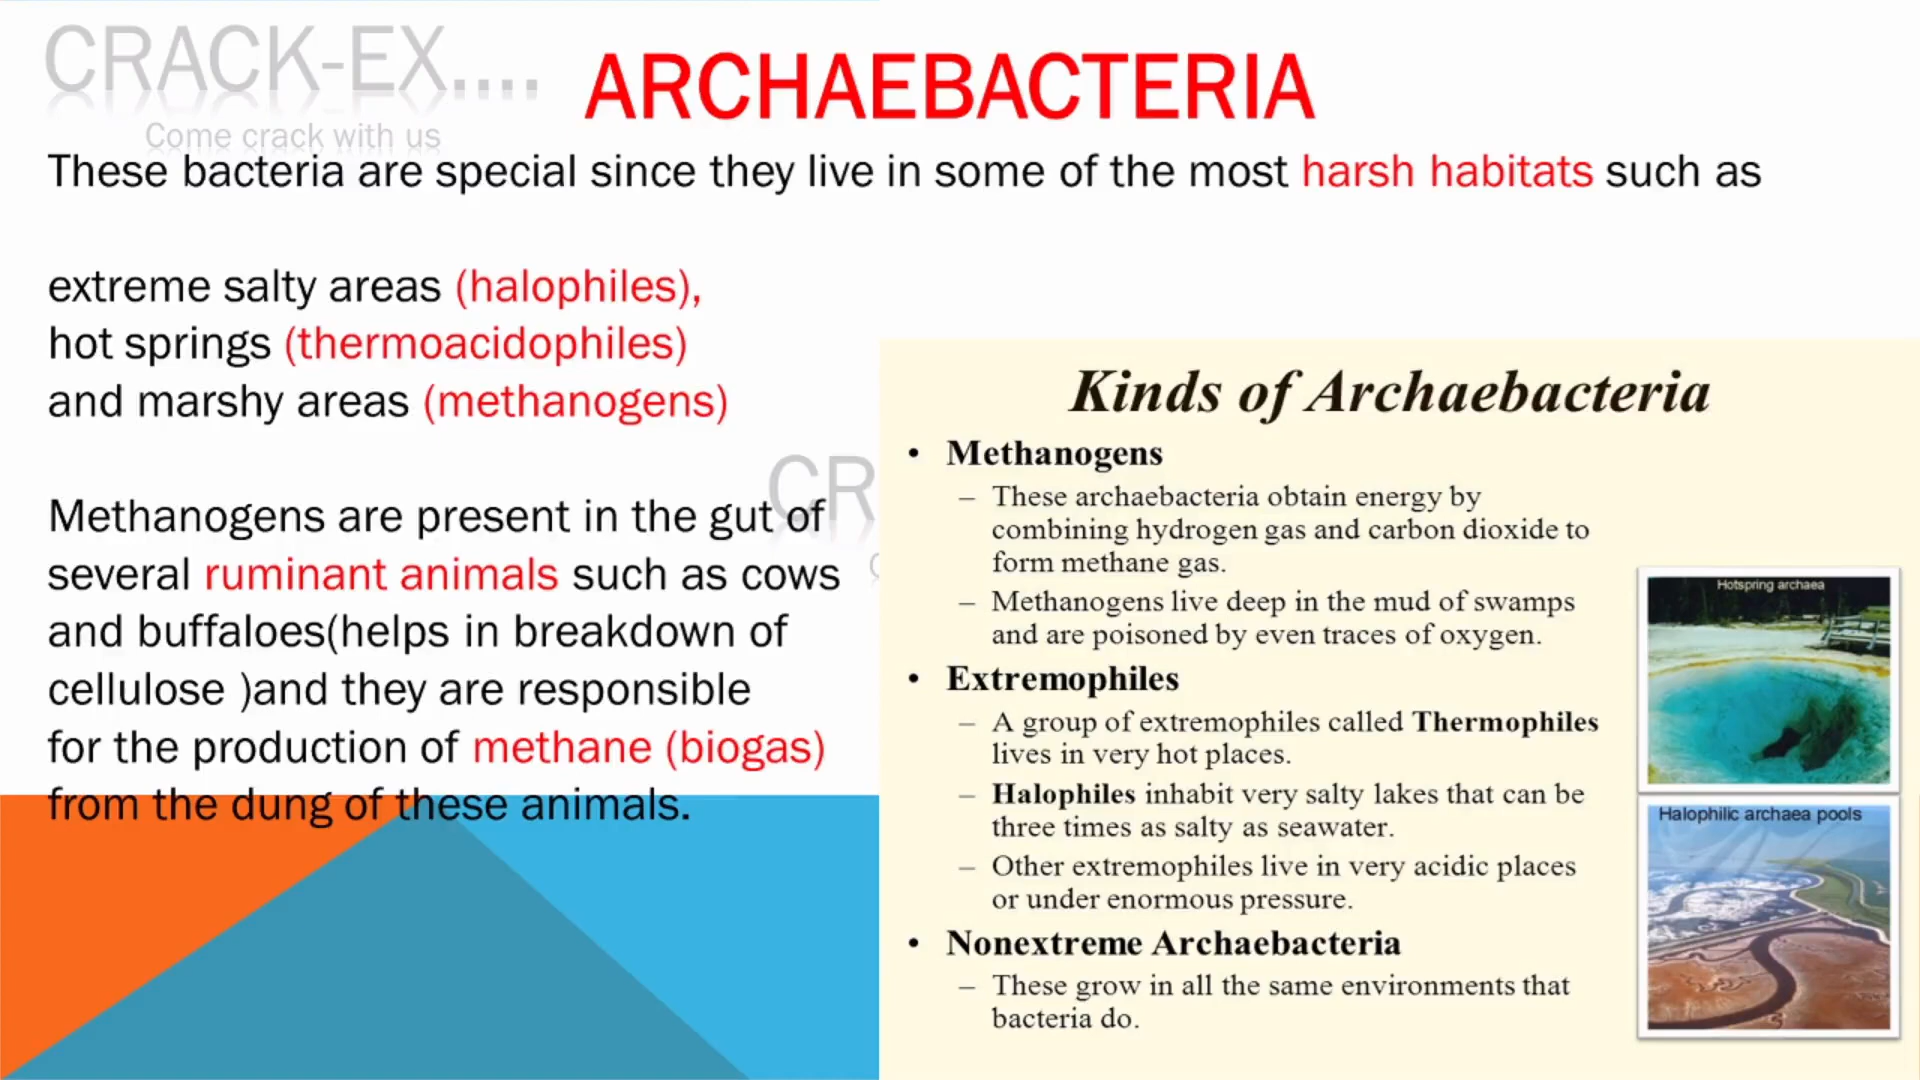 CRACK-EX....
Come crack with us
ARCHAEBACTERIA
These bacteria are special since they live in some of the most harsh habitats such as
extreme salty areas (halophiles),
hot springs (thermoacidophiles)
and marshy areas (methanogens)
Methanogens are present in the gut of
several ruminant animals such as cows
and buffaloes(helps in breakdown of
cellulose )and they are responsible
for the production of methane (biogas)
from the dung of these animals.
CR
Kinds of Archaebacteria
• Methanogens
– These archaebacteria obtain energy by
combining hydrogen gas and carbon dioxide to
form methane gas.
– Methanogens live deep in the mud of swamps
and are poisoned by even traces of oxygen.
• Extremophiles
– A group of extremophiles called Thermophiles
lives in very hot places.
– Halophiles inhabit very salty lakes that can be
three times as salty as seawater.
– Other extremophiles live in very acidic places
or under enormous pressure.
• Nonextreme Archaebacteria
– These grow in all the same environments that
bacteria do.
Hotspring archaea
Halophilic archaea pools